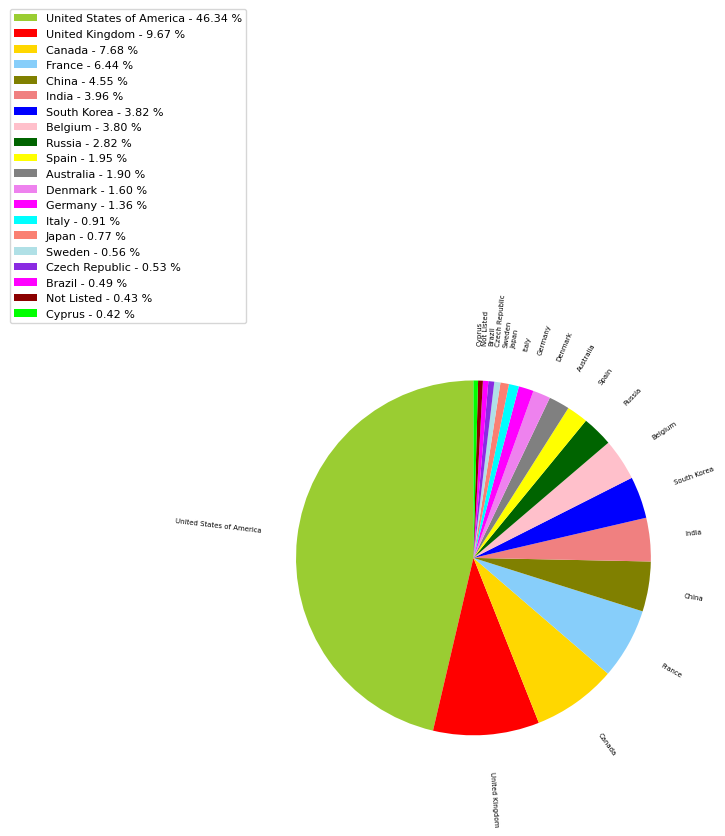 United States of America - 46.34 %
United Kingdom - 9.67 %
Canada - 7.68 %
France - 6.44 %
China - 4.55 %
India - 3.96 %
South Korea - 3.82 %
Belgium - 3.80 %
Russia - 2.82 %
Spain - 1.95 %
Australia - 1.90 %
Denmark - 1.60 %
Germany - 1.36 %
Italy - 0.91 %
Japan - 0.77 %
Sweden - 0.56 %
Czech Republic - 0.53 %
Brazil - 0.49 %
Not Listed - 0.43 %
Cyprus - 0.42 %
Cyprus
Not Listed
Brazil
Czech Republic
Sweden
Japan
Italy
Germany
Denmark
Australia
Spain
Russia
Belgium
South Korea
India
China
France
Canada
United Kingdom
United States of America